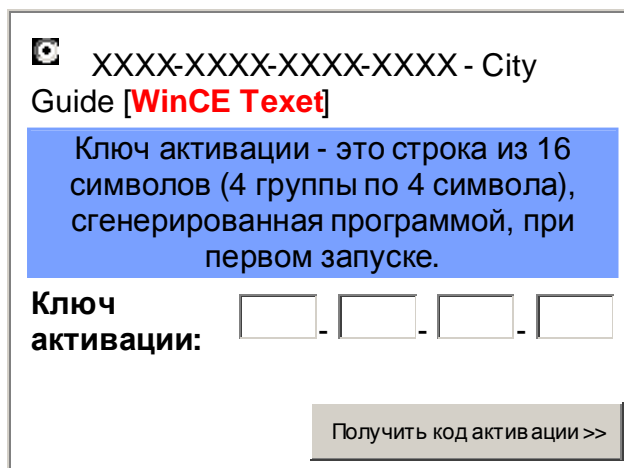 XXXX-XXXX-XXXX-XXXX - City
Guide [WinCE Texet]
Ключ активации - это строка из 16
символов (4 группы по 4 символа),
сгенерированная программой, при
первом запуске.
Ключ
активации:
- - -
Получить код активации >>